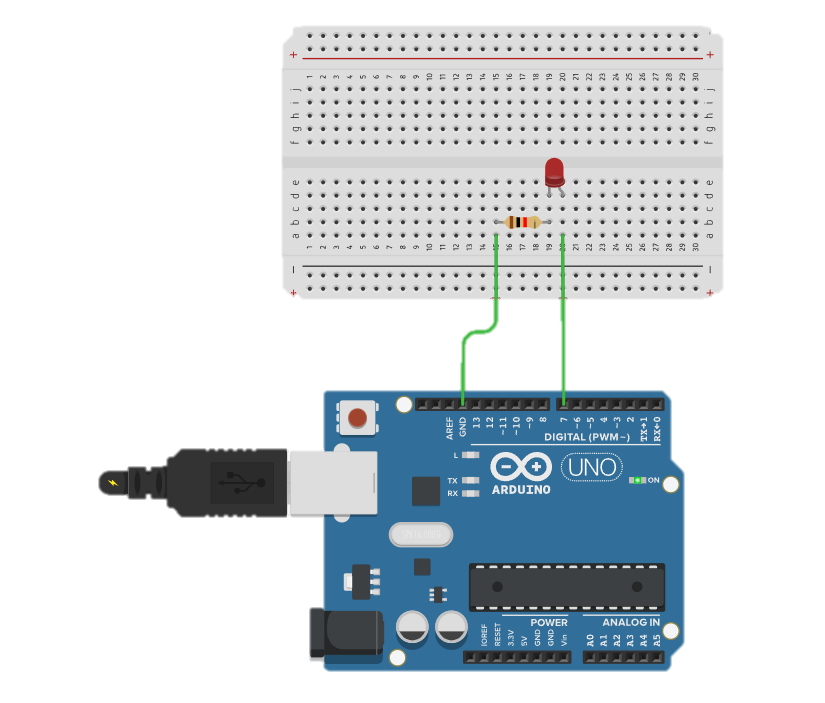 + +
1 2 3 4 5 6 7 8 9 10 11 12 13 14 15 16 17 18 19 20 21 22 23 24 25 26 27 28 29 30
j j
i i
h h
g g
f f
e e
d d
c c
b b
a a
1 2 3 4 5 6 7 8 9 10 11 12 13 14 15 16 17 18 19 20 21 22 23 24 25 26 27 28 29 30
− −
+ +
AREF GND 13 12 ~11 ~10 ~9 8 7 ~6 ~5 ~4 ~3 2 TX→1 RX←0
DIGITAL (PWM~)
L
TX
RX
ARDUINO
UNO
ON
POWER
ANALOG IN
IOREF RESET 3.3V 5V GND GND Vin A0 A1 A2 A3 A4 A5